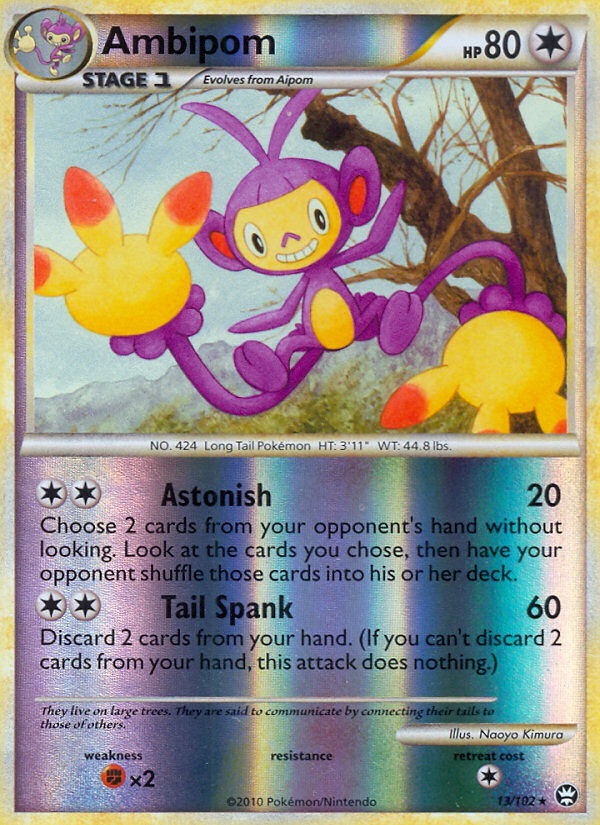 Ambipom
HP 80
STAGE 1
Evolves from Aipom
NO. 424 Long Tail Pokémon HT: 3'11" WT: 44.8 lbs.
Astonish 20
Choose 2 cards from your opponent's hand without
looking. Look at the cards you chose, then have your
opponent shuffle those cards into his or her deck.
Tail Spank 60
Discard 2 cards from your hand. (If you can't discard 2
cards from your hand, this attack does nothing.)
They live on large trees. They are said to communicate by connecting their tails to
those of others.
Illus. Naoyo Kimura
weakness resistance retreat cost
×2
©2010 Pokémon/Nintendo
13/102 ★